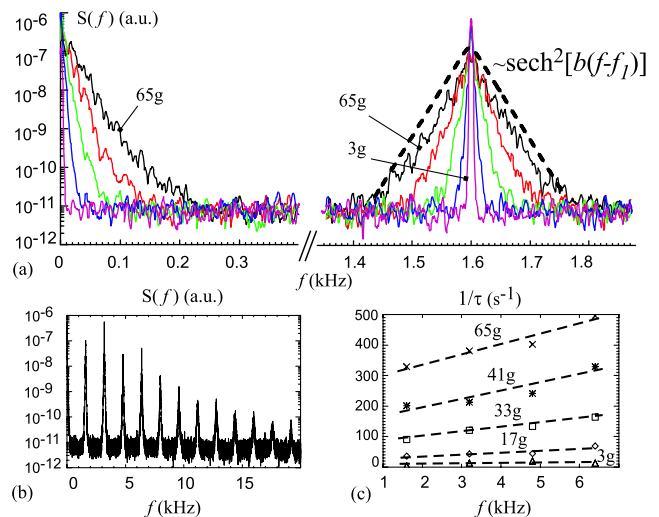 S(f) (a.u.)
10-6
10-7
10-8
10-9
10-10
10-11
10-12
65g
65g
3g
~sech2[b(f-f1)]
0 0.1 0.2 0.3 // 1.4 1.5 1.6 1.7 1.8
f (kHz)
(a)
S(f) (a.u.)
10-6
10-7
10-8
10-9
10-10
10-11
10-12
0 5 10 15
f (kHz)
(b)
1/τ (s-1)
500
400
300
200
100
0
65g
41g
33g
17g
3g
1 2 3 4 5 6
f (kHz)
(c)